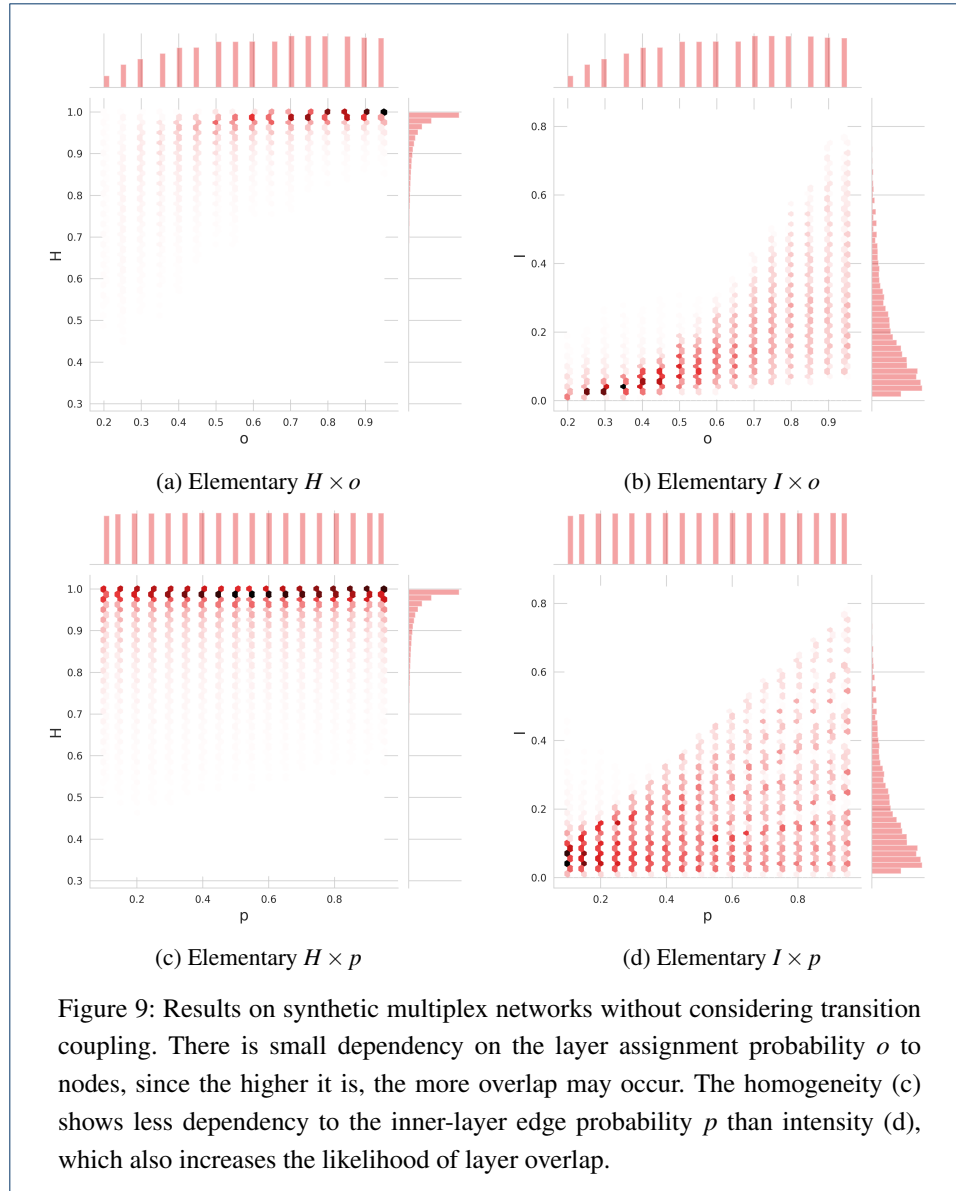 1.0
0.9
0.8
0.7
0.6
0.5
0.4
0.3
H
0.2 0.3 0.4 0.5 0.6 0.7 0.8 0.9
o
0.8
0.6
0.4
0.2
0.0
I
0.2 0.3 0.4 0.5 0.6 0.7 0.8 0.9
o
(a) Elementary H × o
(b) Elementary I × o
1.0
0.9
0.8
0.7
0.6
0.5
0.4
0.3
H
0.2 0.4 0.6 0.8
p
0.8
0.6
0.4
0.2
0.0
I
0.2 0.4 0.6 0.8
p
(c) Elementary H × p
(d) Elementary I × p
Figure 9: Results on synthetic multiplex networks without considering transition
coupling. There is small dependency on the layer assignment probability o to
nodes, since the higher it is, the more overlap may occur. The homogeneity (c)
shows less dependency to the inner-layer edge probability p than intensity (d),
which also increases the likelihood of layer overlap.